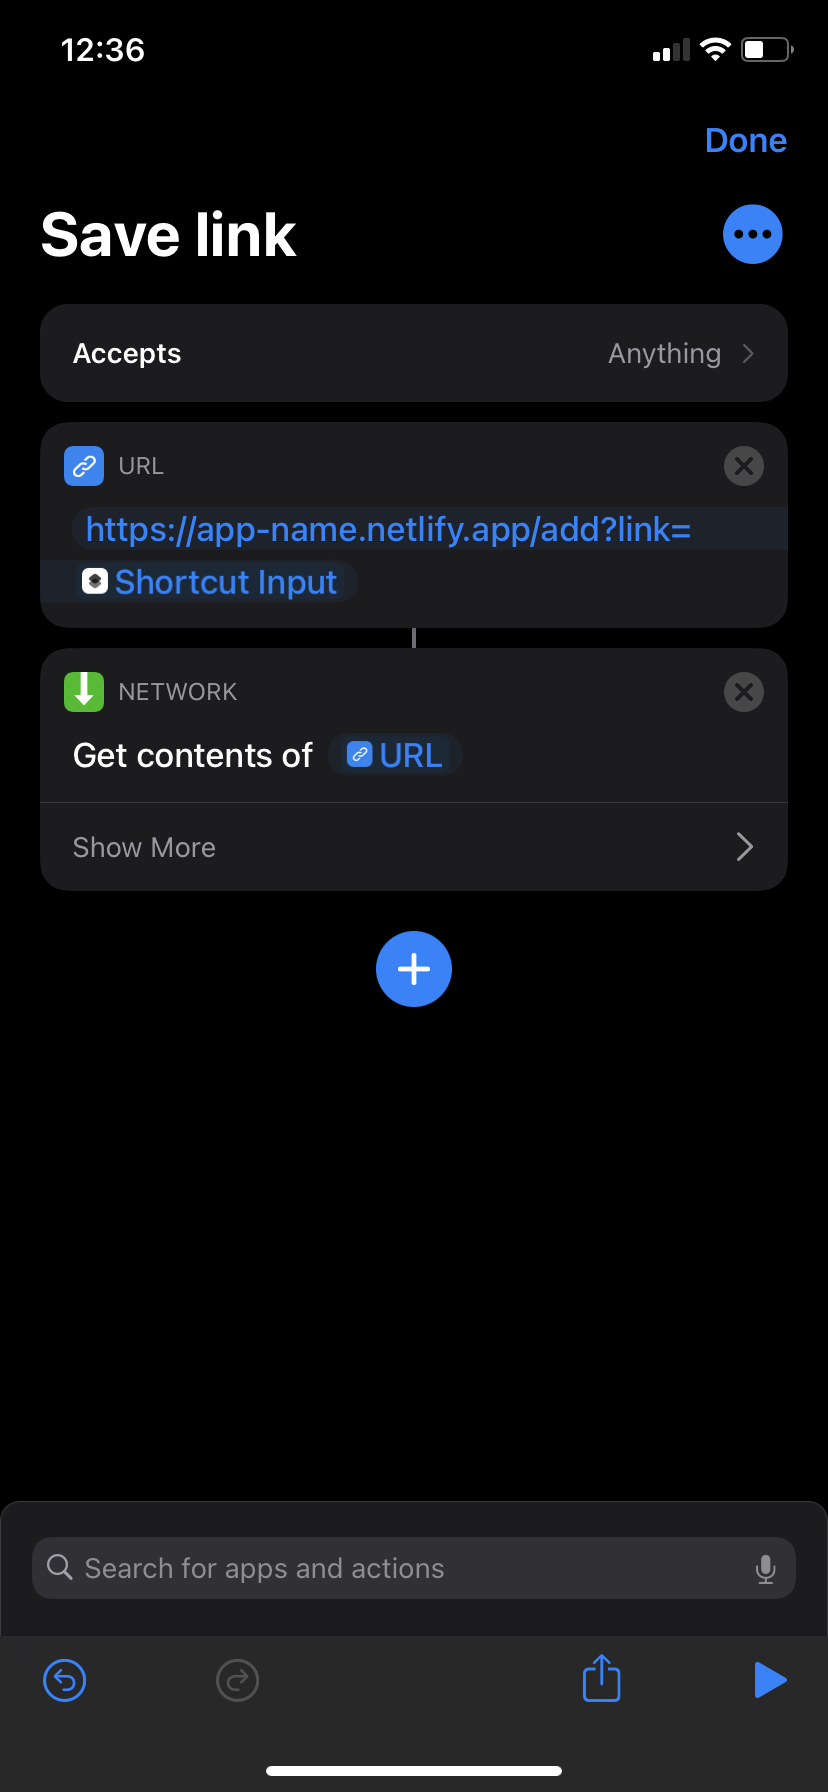 12:36
Done
Save link
Accepts
Anything
URL
https://app-name.netlify.app/add?link=
Shortcut Input
NETWORK
Get contents of URL
Show More
Search for apps and actions